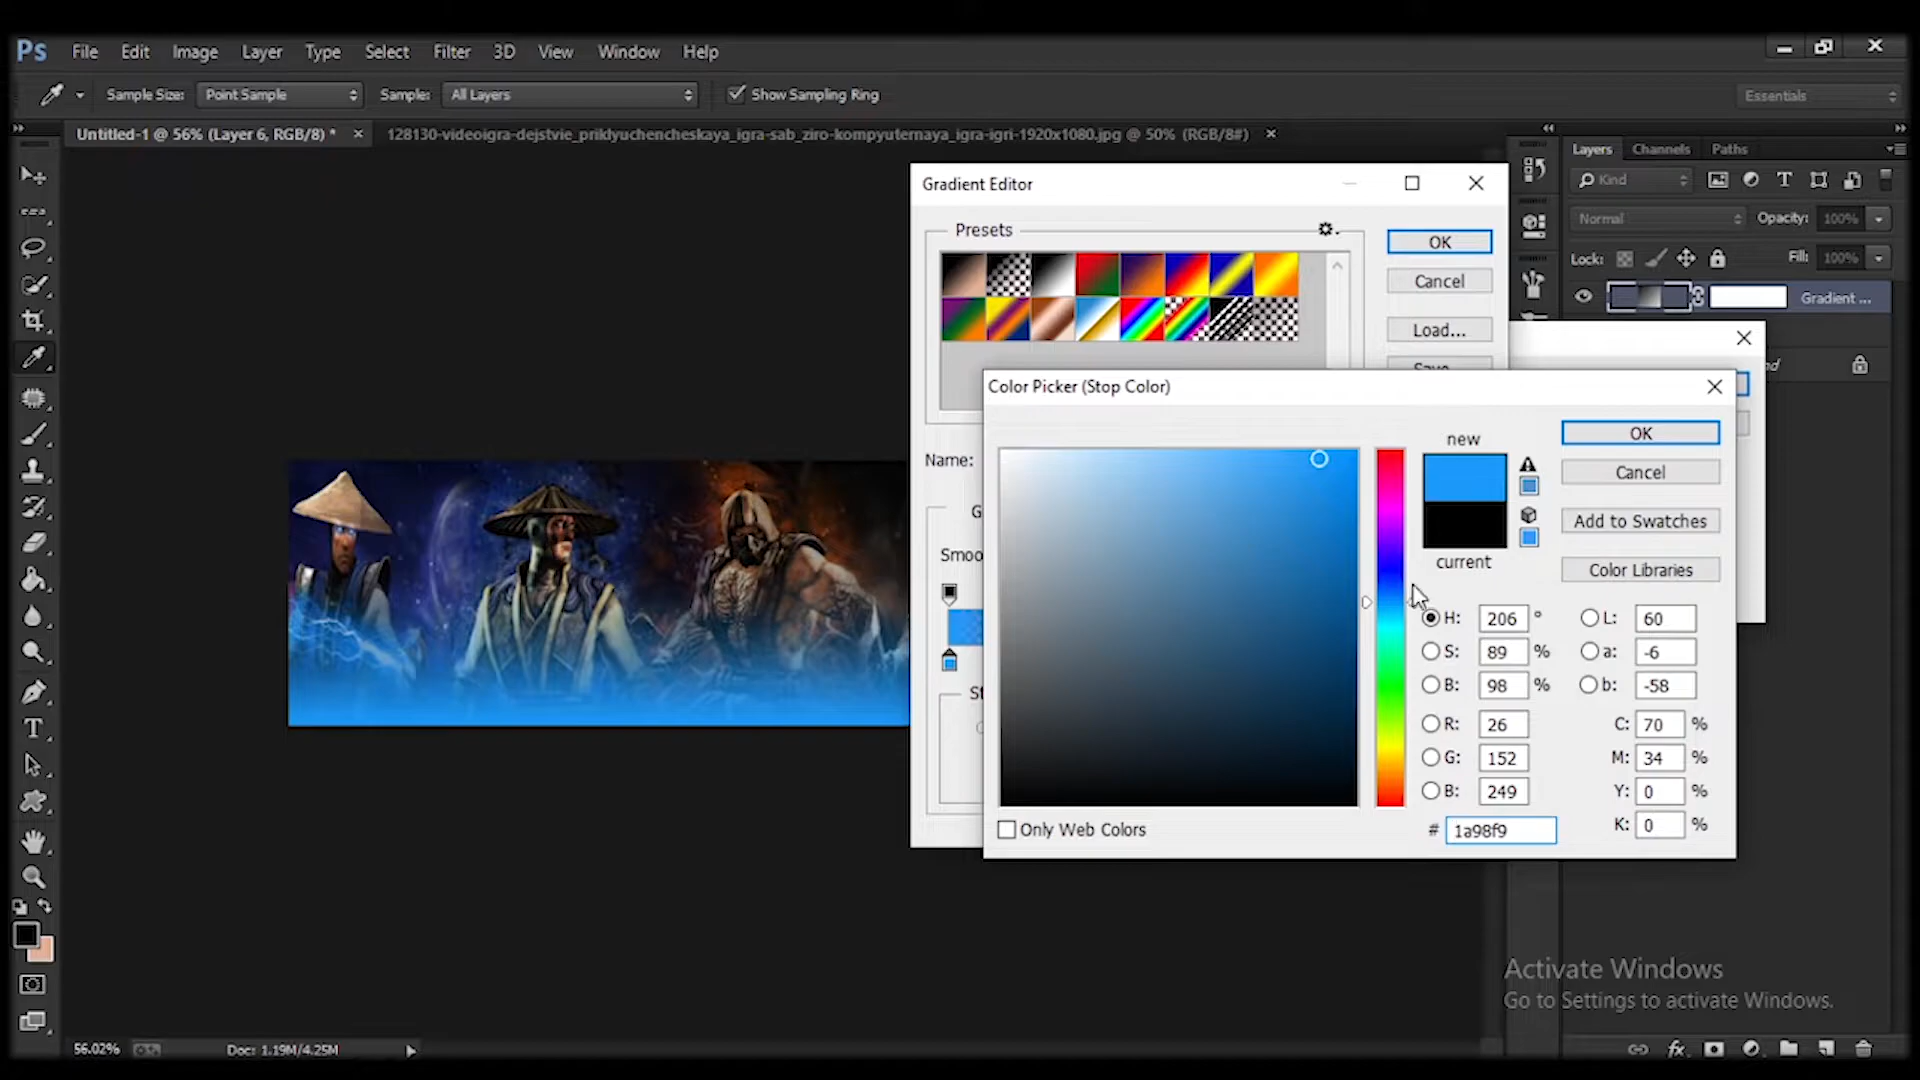 Ps File Edit Image Layer Type Select Filter 3D View Window Help
Sample Size: Point Sample Sample: All Layers Show Sampling Ring Essentials
Untitled-1 @ 56% (Layer 6, RGB/8) * × 128130-videoigra-dejstvie_priklyuchencheskaya_igra-sab_ziro-kompyuternaya_igra-igri-1920x1080.jpg @ 50% (RGB/8#) ×
Layers Channels Paths
Kind
Normal Opacity: 100%
Lock: Fill: 100%
Gradient ...
Gradient Editor
Presets
OK
Cancel
Load...
Save...
Name:
Smoo
Color Picker (Stop Color)
new
current
OK
Cancel
Add to Swatches
Color Libraries
H: 206 ° L: 60
S: 89 % a: -6
B: 98 % b: -58
R: 26 C: 70 %
G: 152 M: 34 %
B: 249 Y: 0 %
# 1a98f9 K: 0 %
Only Web Colors
Activate Windows
Go to Settings to activate Windows.
56.02% Doc: 1.19M/4.25M
fx